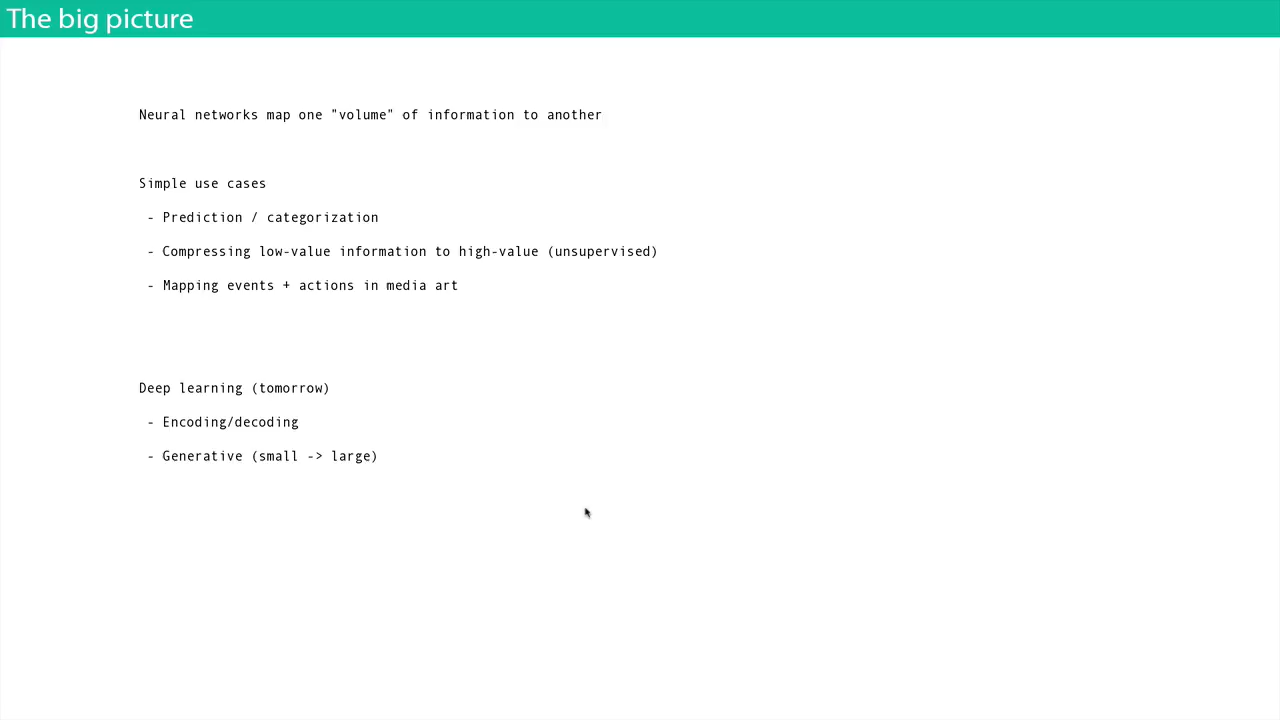 The big picture
Neural networks map one "volume" of information to another
Simple use cases
- Prediction / categorization
- Compressing low-value information to high-value (unsupervised)
- Mapping events + actions in media art
Deep learning (tomorrow)
- Encoding/decoding
- Generative (small -> large)